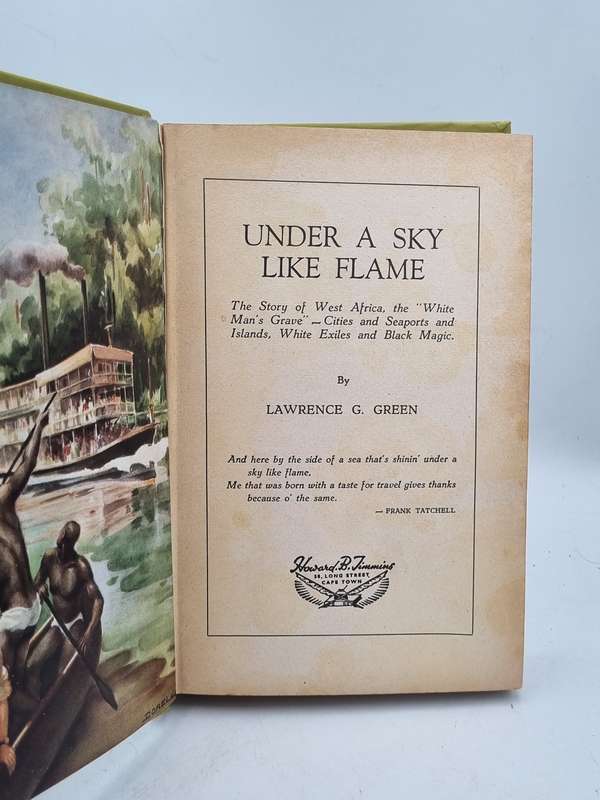 UNDER A SKY
LIKE FLAME
The Story of West Africa, the "White
Man's Grave" — Cities and Seaports and
Islands, White Exiles and Black Magic.
By
LAWRENCE G. GREEN
And here by the side of a sea that's shinin' under a
sky like flame,
Me that was born with a taste for travel gives thanks
because o' the same.
— FRANK TATCHELL
Howard B. Timmins
58, LONG STREET,
CAPE TOWN